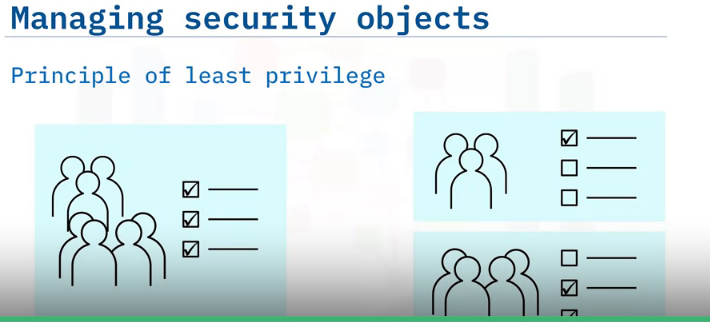 Managing security objects
Principle of least privilege